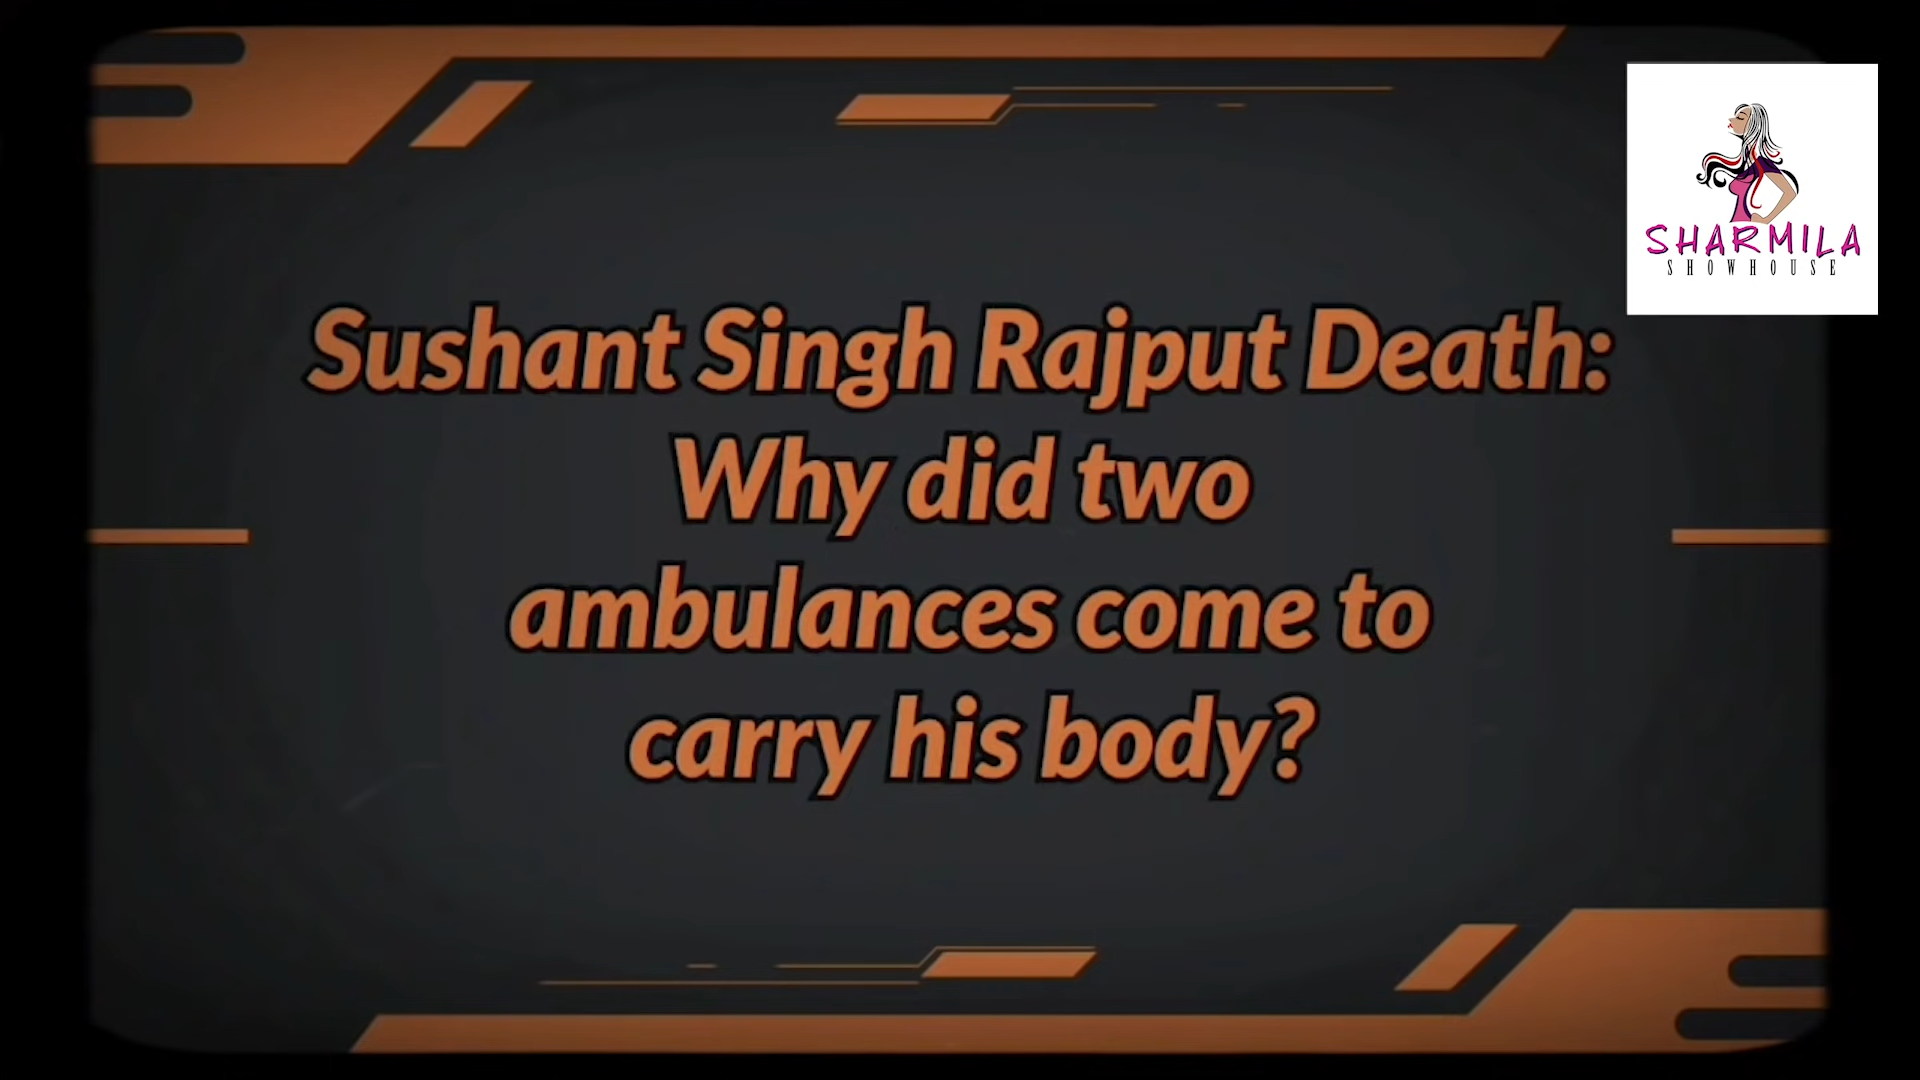 SHARMILA
SHOWHOUSE
Sushant Singh Rajput Death:
Why did two
ambulances come to
carry his body?